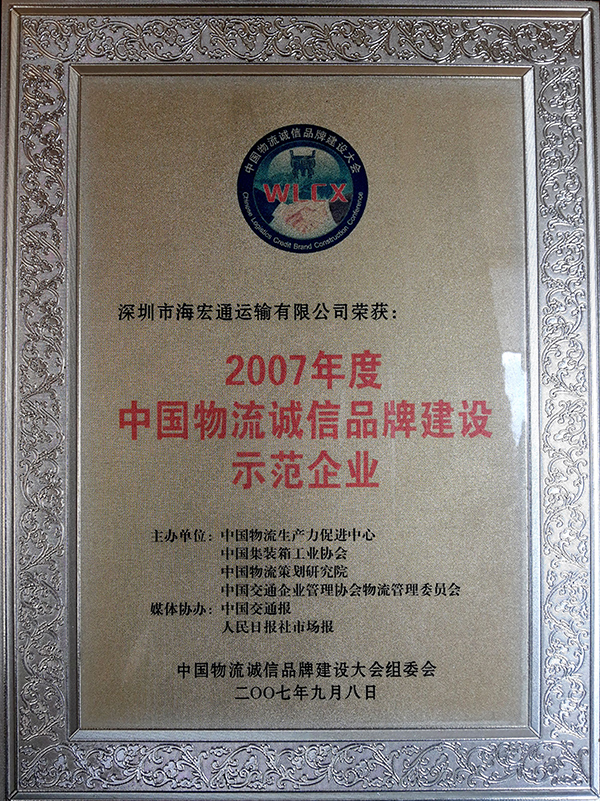 中国物流诚信品牌建设大会
WLCX
Chinese Logistics Credit Brand Construction Conference
深圳市海宏通运输有限公司荣获：
2007年度
中国物流诚信品牌建设
示范企业
主办单位：中国物流生产力促进中心
中国集装箱工业协会
中国物流策划研究院
中国交通企业管理协会物流管理委员会
媒体协办：中国交通报
人民日报社市场报
中国物流诚信品牌建设大会组委会
二〇〇七年九月八日